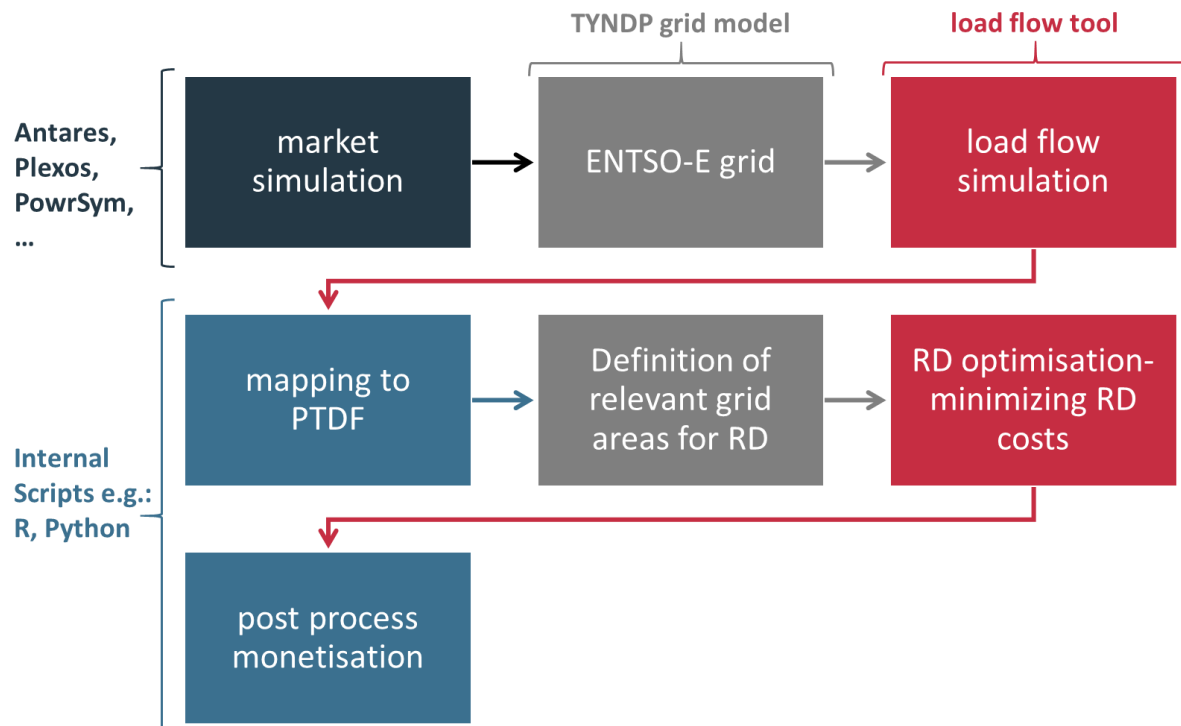 TYNDP grid model
load flow tool
Antares,
Plexos,
PowrSym,
…
market
simulation
ENTSO-E grid
load flow
simulation
Internal
Scripts e.g.:
R, Python
mapping to
PTDF
Definition of
relevant grid
areas for RD
RD optimisation-
minimizing RD
costs
post process
monetisation